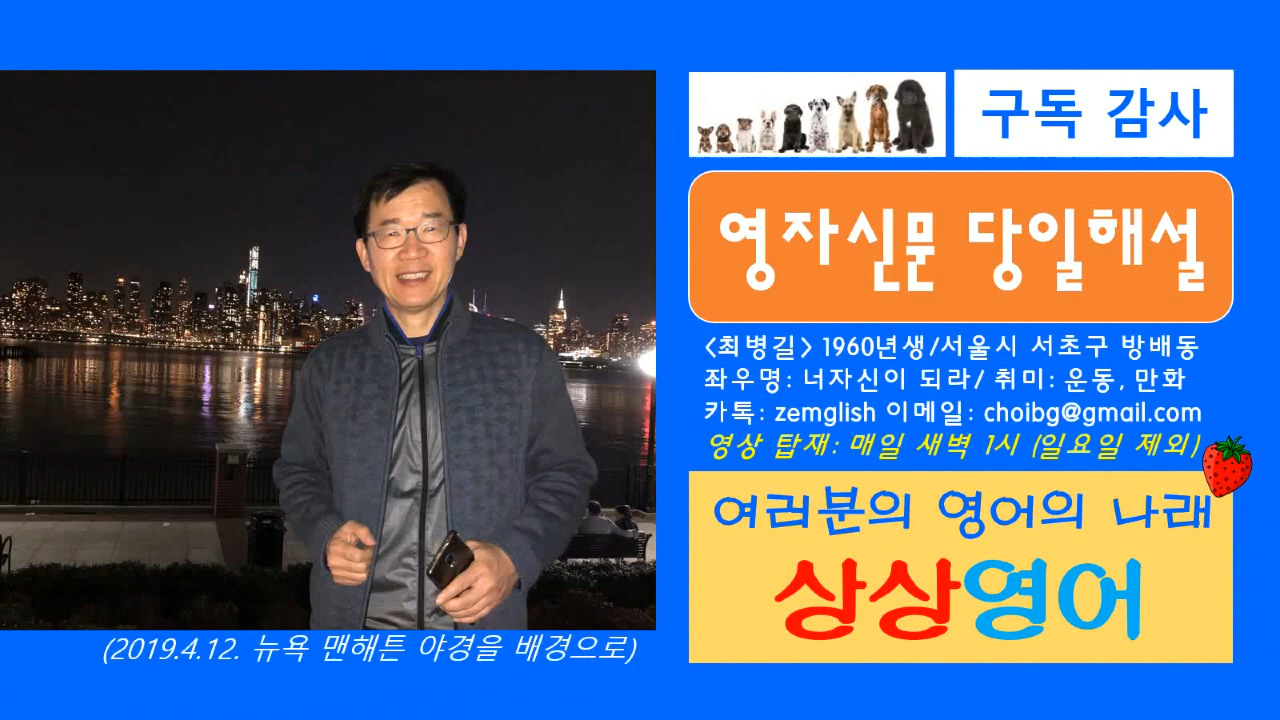 구독 감사
영자신문 당일해설
<최병길> 1960년생/서울시 서초구 방배동
좌우명: 너자신이 되라/ 취미: 운동, 만화
카톡: zemglish 이메일: choibg@gmail.com
영상 탑재: 매일 새벽 1시 (일요일 제외)
여러분의 영어의 나래
상상영어
(2019.4.12. 뉴욕 맨해튼 야경을 배경으로)